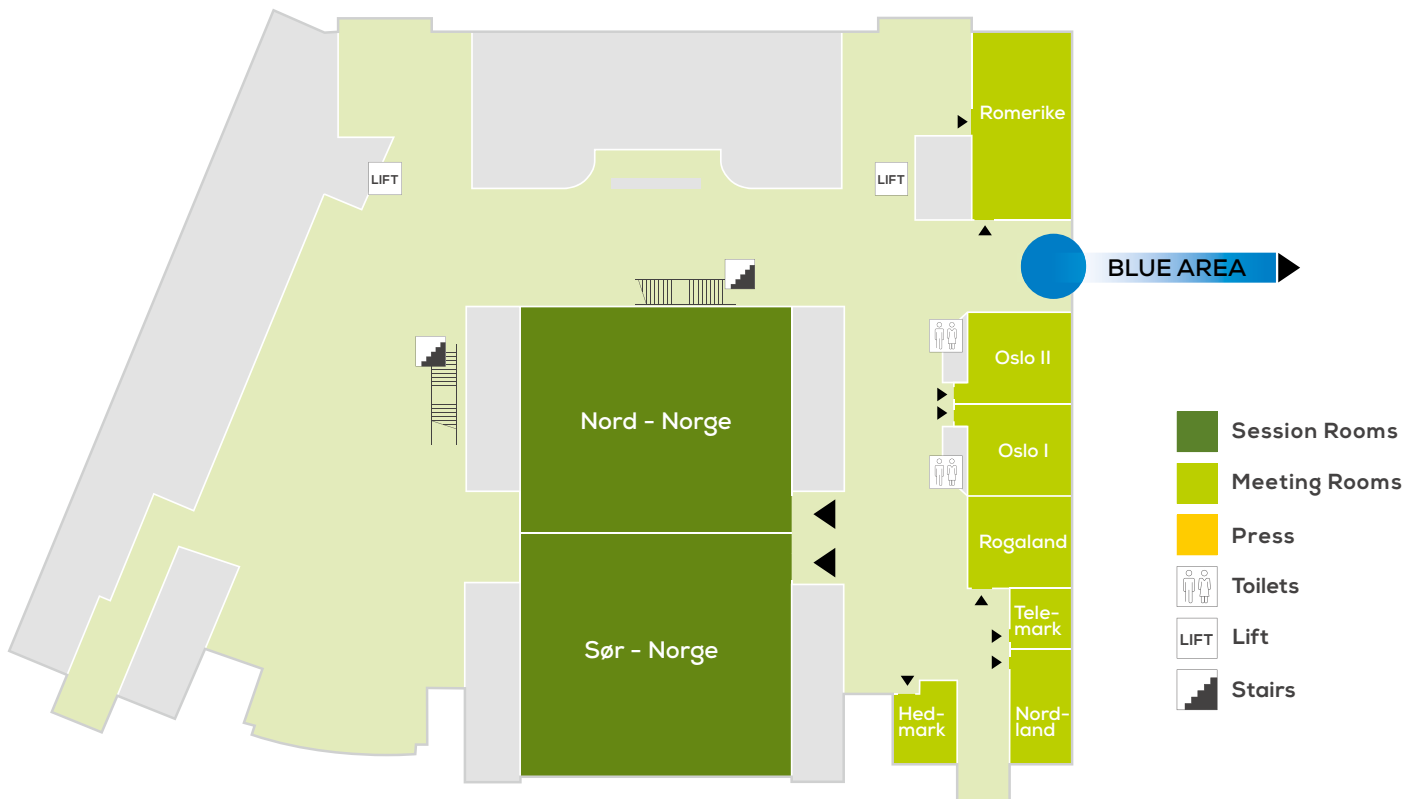 Romerike
LIFT
LIFT
BLUE AREA
Oslo II
Nord - Norge
Oslo I
Rogaland
Tele-
mark
Sør - Norge
Hed-
mark
Nord-
land
Session Rooms
Meeting Rooms
Press
Toilets
LIFT
Lift
Stairs